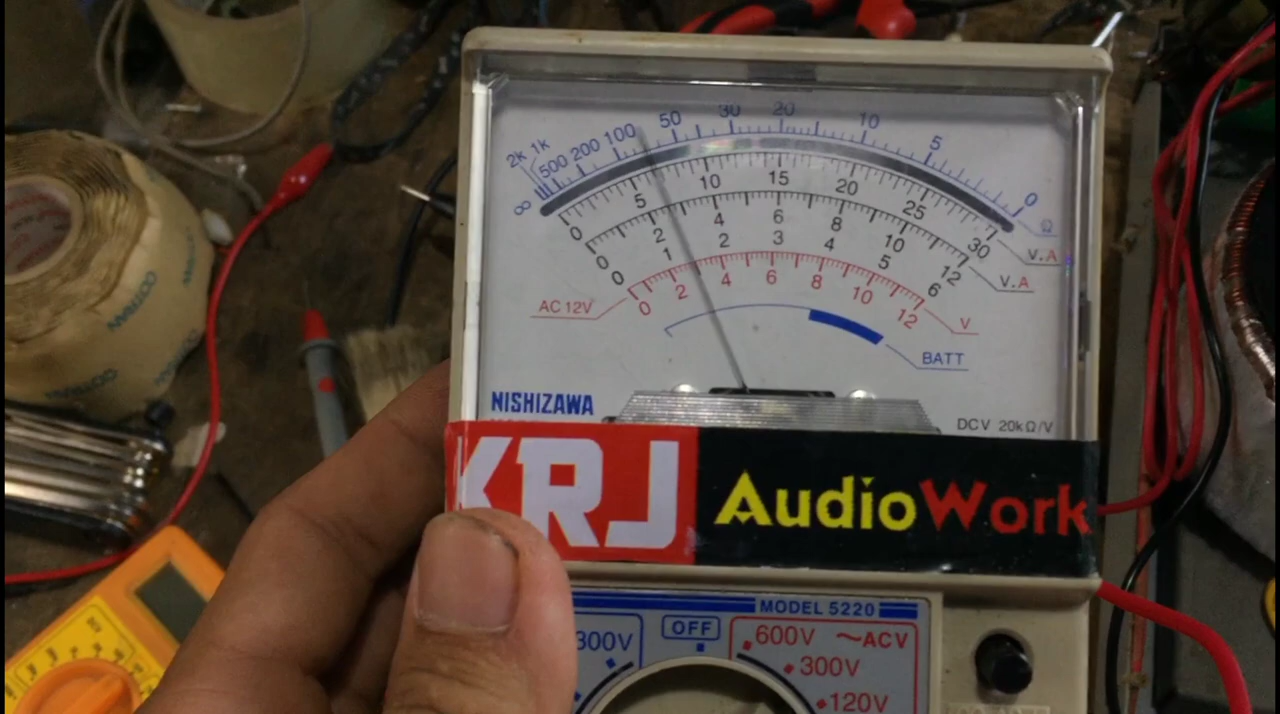 2k 1k 500 200 100 50 30 20 10 5 0
∞ Ω
0 5 10 15 20 25 30 V.A
0 2 4 6 8 10 12 V.A
0 1 2 3 4 5 6
AC 12V 0 2 4 6 8 10 12 V
BATT
NISHIZAWA
DCV 20kΩ/V
KRJ AudioWork
MODEL 5220
300V OFF 600V ~ACV
300V
120V
COTRAN
COTRAN